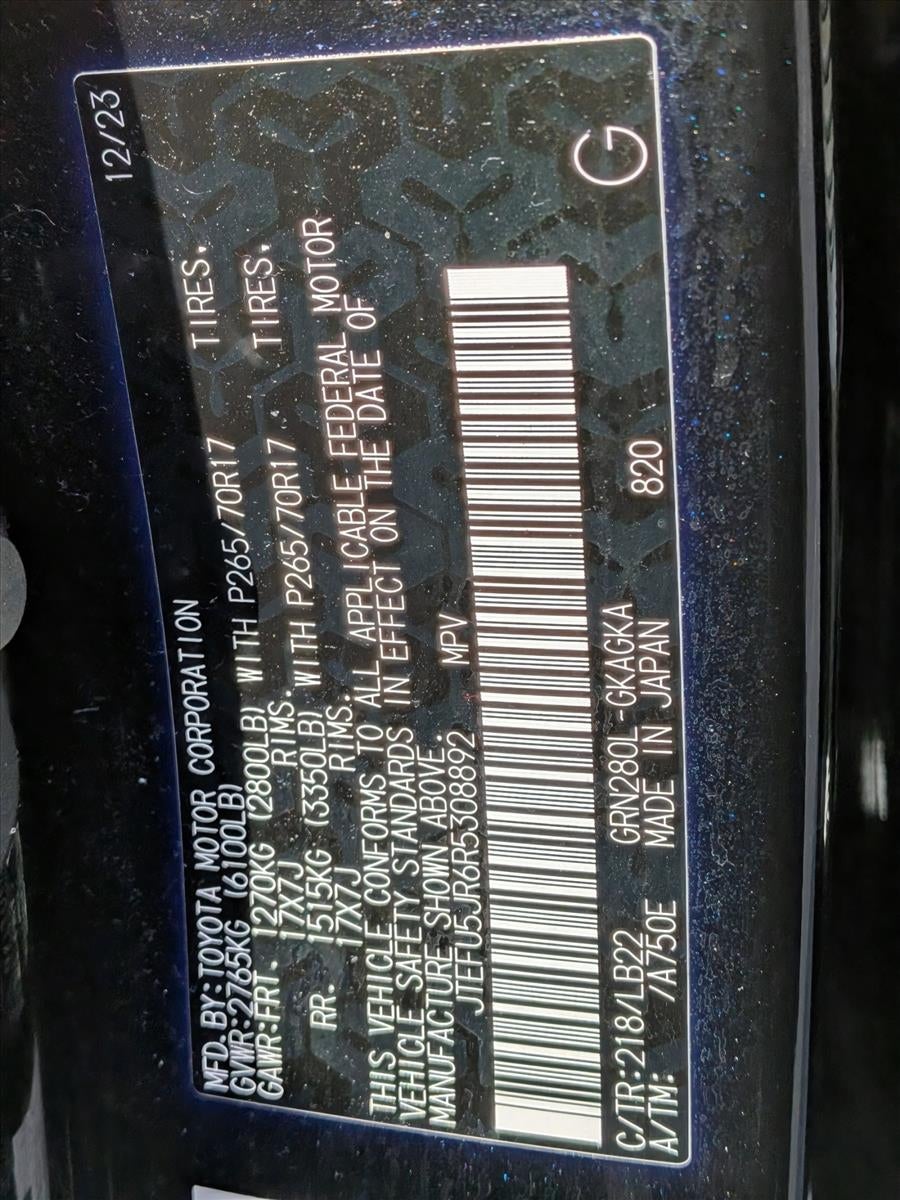 MFD. BY: TOYOTA MOTOR CORPORATION 12/23
GVWR: 2765KG (6100LB)
GAWR: FRT. 1270KG (2800LB) WITH P265/70R17 TIRES.
17X7J RIMS.
RR. 1515KG (3350LB) WITH P265/70R17 TIRES.
17X7J RIMS.
THIS VEHICLE CONFORMS TO ALL APPLICABLE FEDERAL MOTOR
VEHICLE SAFETY STANDARDS IN EFFECT ON THE DATE OF
MANUFACTURE SHOWN ABOVE.
JTEFU5JR6R5308892 MPV
C/TR: 218/LB22 GRN280L-GKAGKA G
A/TM: 7A750E MADE IN JAPAN 820